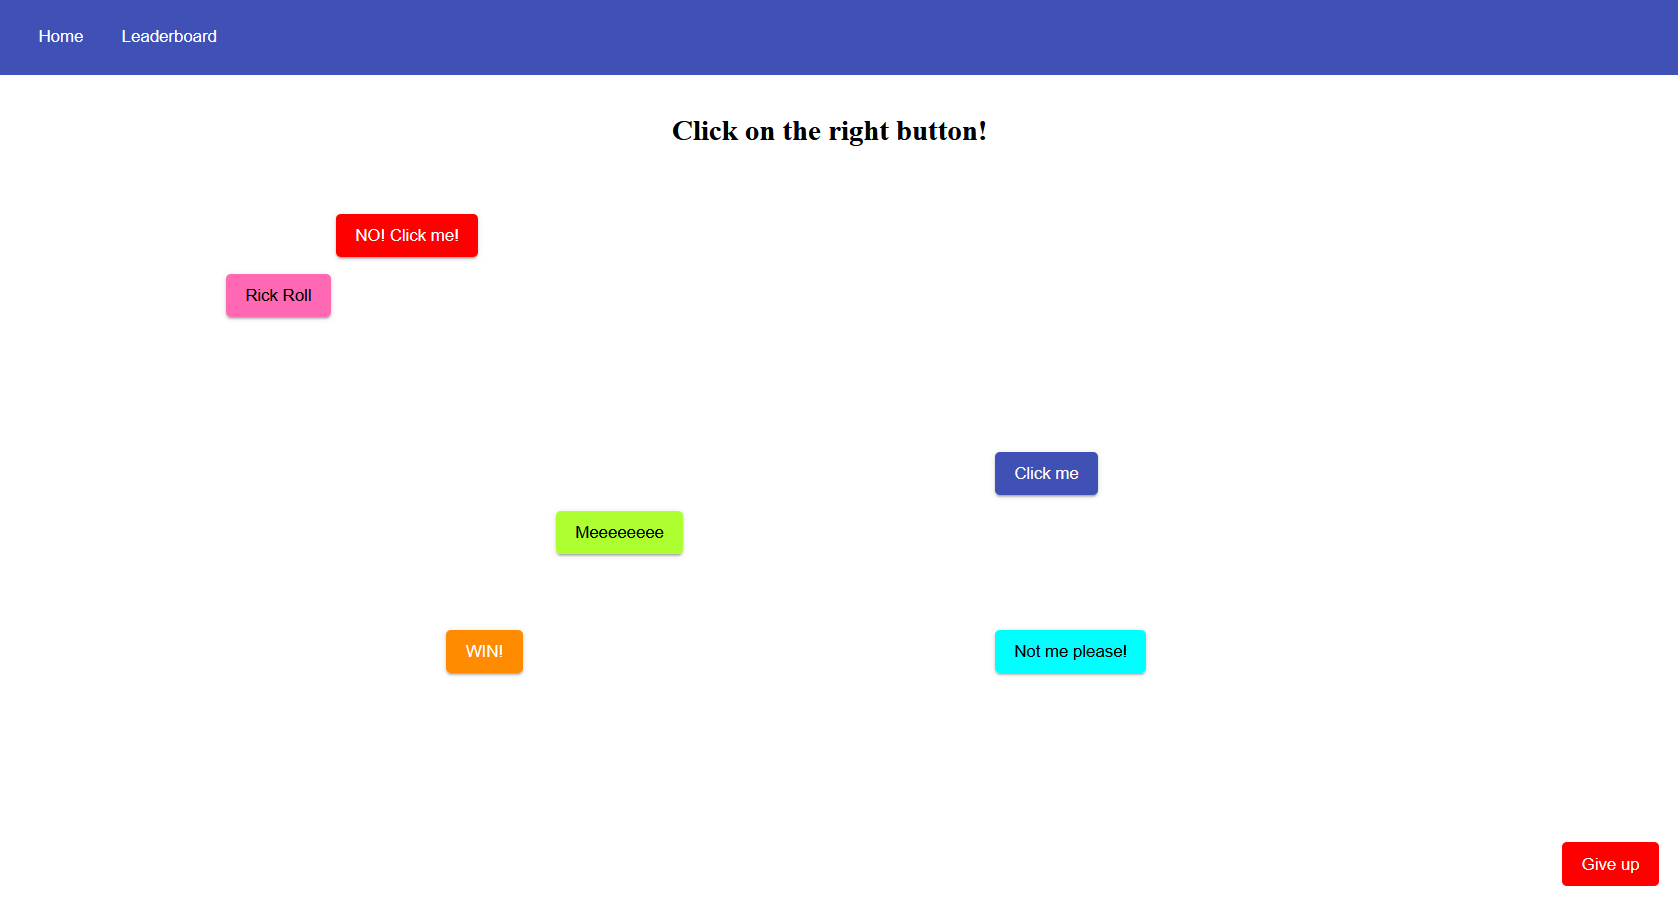 Home Leaderboard
Click on the right button!
NO! Click me!
Rick Roll
Click me
Meeeeeeee
WIN!
Not me please!
Give up